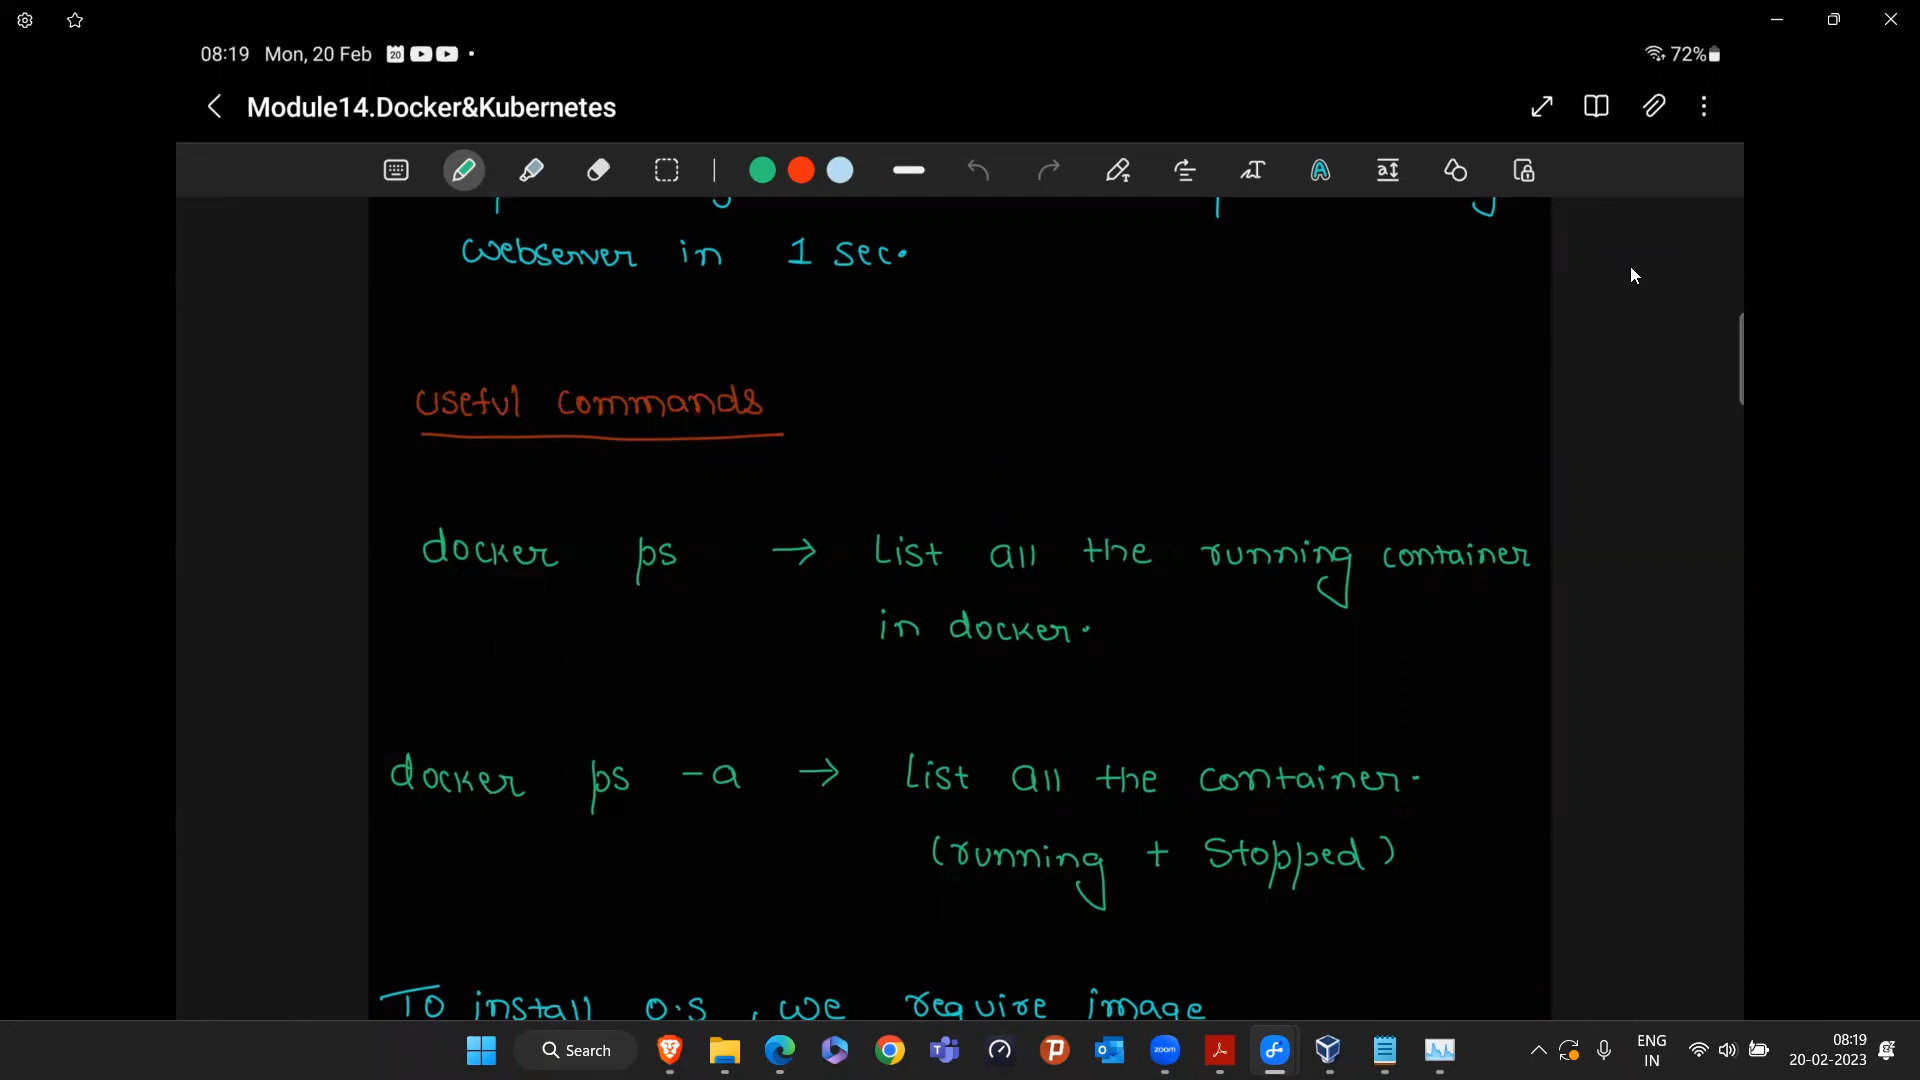 08:19 Mon, 20 Feb 20
72%
Module14.Docker&Kubernetes
webserver in 1 sec.
useful commands
docker ps → List all the running container
in docker.
docker ps -a → List all the container.
(running + Stopped)
To install o.s, we require image
Search
zoom
ENG
IN
08:19
20-02-2023